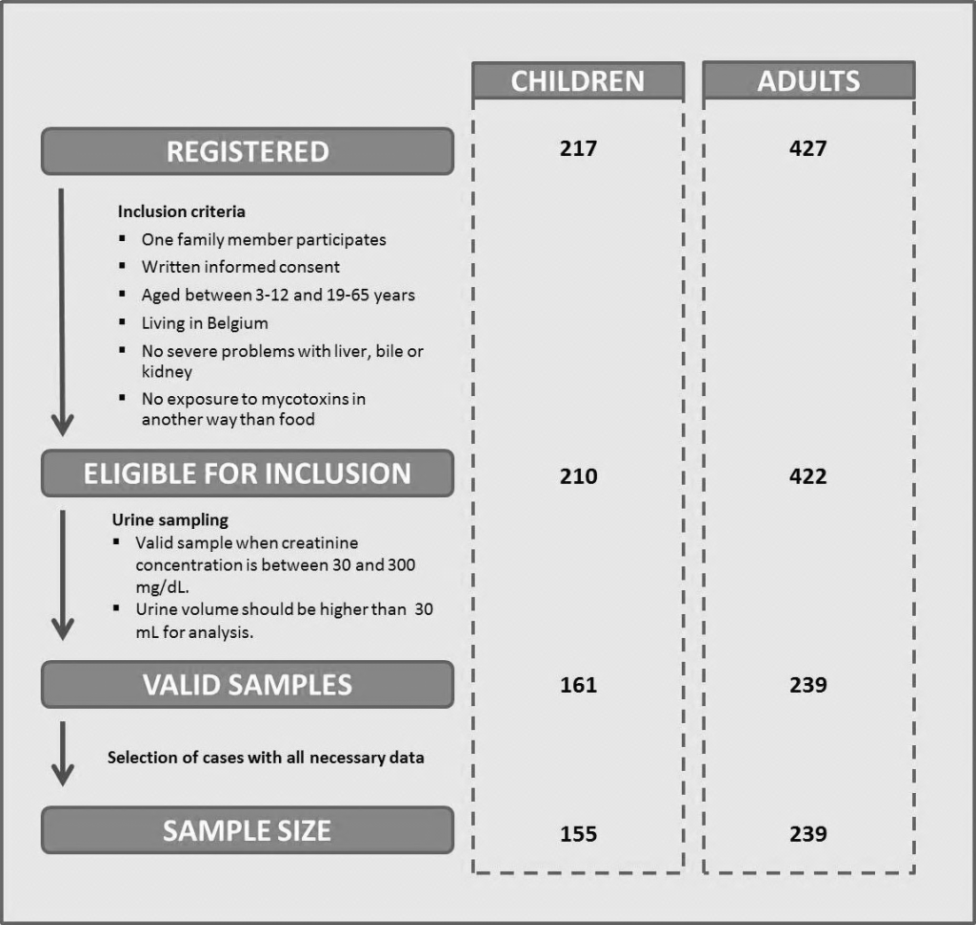 CHILDREN ADULTS
REGISTERED 217 427
Inclusion criteria
▪ One family member participates
▪ Written informed consent
▪ Aged between 3-12 and 19-65 years
▪ Living in Belgium
▪ No severe problems with liver, bile or
kidney
▪ No exposure to mycotoxins in
another way than food
ELIGIBLE FOR INCLUSION 210 422
Urine sampling
▪ Valid sample when creatinine
concentration is between 30 and 300
mg/dL.
▪ Urine volume should be higher than 30
mL for analysis.
VALID SAMPLES 161 239
Selection of cases with all necessary data
SAMPLE SIZE 155 239